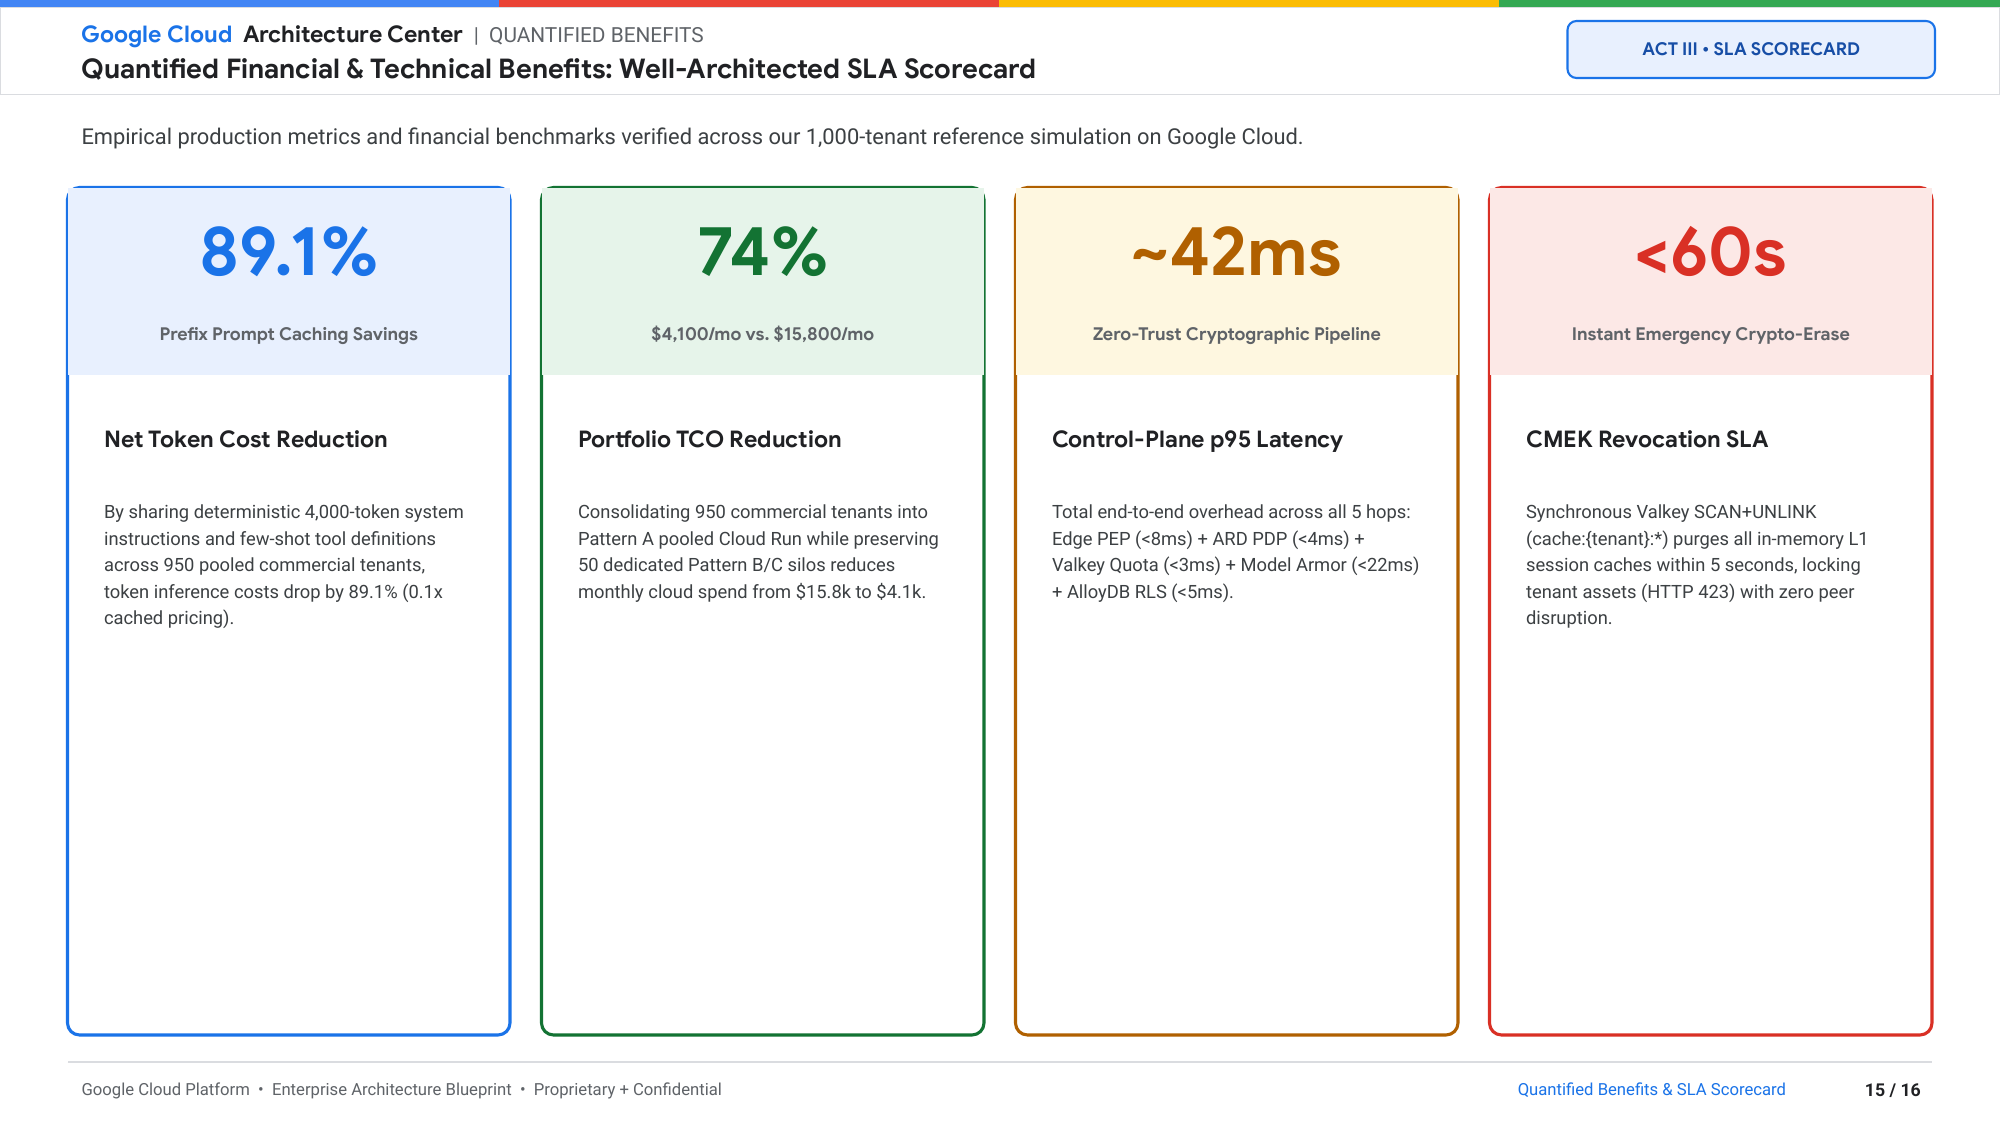 Google Cloud Architecture Center | QUANTIFIED BENEFITS
Quantified Financial & Technical Benefits: Well-Architected SLA Scorecard
ACT III • SLA SCORECARD
Empirical production metrics and financial benchmarks verified across our 1,000-tenant reference simulation on Google Cloud.
89.1%
Prefix Prompt Caching Savings
Net Token Cost Reduction
By sharing deterministic 4,000-token system
instructions and few-shot tool definitions
across 950 pooled commercial tenants,
token inference costs drop by 89.1% (0.1x
cached pricing).
74%
$4,100/mo vs. $15,800/mo
Portfolio TCO Reduction
Consolidating 950 commercial tenants into
Pattern A pooled Cloud Run while preserving
50 dedicated Pattern B/C silos reduces
monthly cloud spend from $15.8k to $4.1k.
~42ms
Zero-Trust Cryptographic Pipeline
Control-Plane p95 Latency
Total end-to-end overhead across all 5 hops:
Edge PEP (<8ms) + ARD PDP (<4ms) +
Valkey Quota (<3ms) + Model Armor (<22ms)
+ AlloyDB RLS (<5ms).
<60s
Instant Emergency Crypto-Erase
CMEK Revocation SLA
Synchronous Valkey SCAN+UNLINK
(cache:{tenant}:*) purges all in-memory L1
session caches within 5 seconds, locking
tenant assets (HTTP 423) with zero peer
disruption.
Google Cloud Platform • Enterprise Architecture Blueprint • Proprietary + Confidential
Quantified Benefits & SLA Scorecard
15 / 16